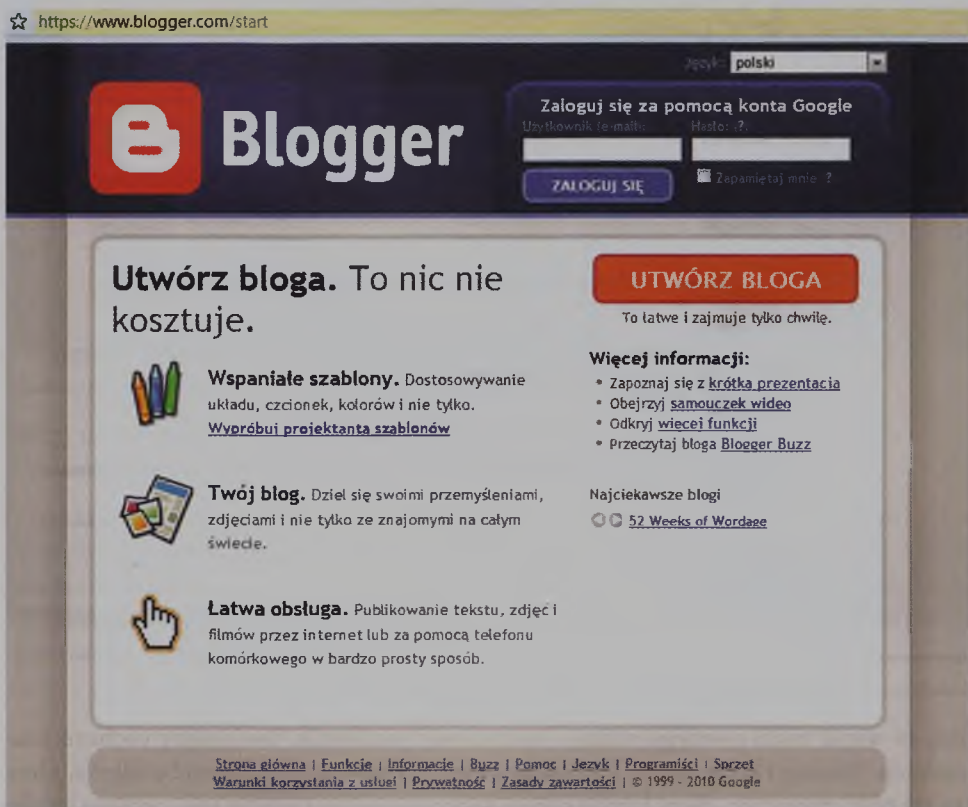 https://www.blogger.com/start
Język: polski
Blogger
Zaloguj się za pomocą konta Google
Użytkownik (e-mail): Hasło: (?)
ZALOGUJ SIĘ
Zapamiętaj mnie ?
Utwórz bloga. To nic nie
kosztuje.
Wspaniałe szablony. Dostosowywanie
układu, czcionek, kolorów i nie tylko.
Wypróbuj projektanta szablonów
Twój blog. Dziel się swoimi przemyśleniami,
zdjęciami i nie tylko ze znajomymi na całym
świecie.
Łatwa obsługa. Publikowanie tekstu, zdjęć i
filmów przez internet lub za pomocą telefonu
komórkowego w bardzo prosty sposób.
UTWÓRZ BLOGA
To łatwe i zajmuje tylko chwilę.
Więcej informacji:
• Zapoznaj się z krótką prezentacją
• Obejrzyj samouczek wideo
• Odkryj więcej funkcji
• Przeczytaj bloga Blogger Buzz
Najciekawsze blogi
52 Weeks of Wordage
Strona główna | Funkcje | Informacje | Buzz | Pomoc | Język | Programiści | Sprzęt
Warunki korzystania z usługi | Prywatność | Zasady zawartości | © 1999 - 2010 Google